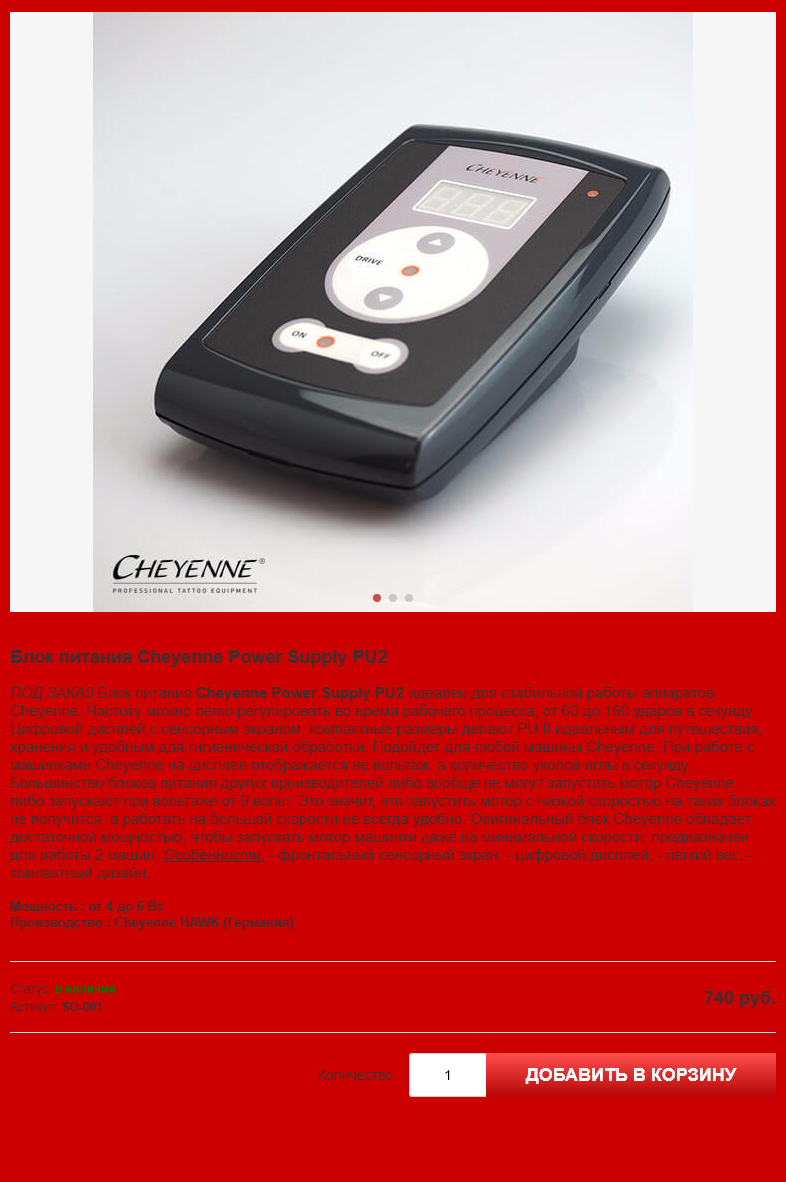 CHEYENNE
DRIVE
ON
OFF
CHEYENNE®
PROFESSIONAL TATTOO EQUIPMENT
Блок питания Cheyenne Power Supply PU2
ПОД ЗАКАЗ Блок питания Cheyenne Power Supply PU2 идеален для стабильной работы аппаратов
Cheyenne. Частоту можно легко регулировать во время рабочего процесса, от 60 до 160 ударов в секунду.
Цифровой дисплей с сенсорным экраном, компактные размеры делают PU II идеальным для путешествия,
хранения и удобным для гигиенической обработки. Подойдет для любой машины Cheyenne. При работе с
машинками Cheyenne на дисплее отображается не вольтаж, а количество уколов иглы в секунду.
Большинство блоков питания других производителей либо вообще не могут запустить мотор Cheyenne,
либо запускают при вольтаже от 8 вольт. Это значит, что запустить мотор с низкой скоростью на таких блоках
не получится, а работать на большой скорости не всегда удобно. Оригинальный блок Cheyenne обладает
достаточной мощностью, чтобы запускать мотор машинки даже на минимальной скорости. предназначен
для работы 2 машин. Особенности: - фронтальный сенсорный экран; - цифровой дисплей; - легкий вес; -
компактный дизайн.
Мощность : от 4 до 6 Вт
Производство : Cheyenne HAWK (Германия)
Статус: в наличии
Артикул: SO-001
740 руб.
Количество
1
ДОБАВИТЬ В КОРЗИНУ